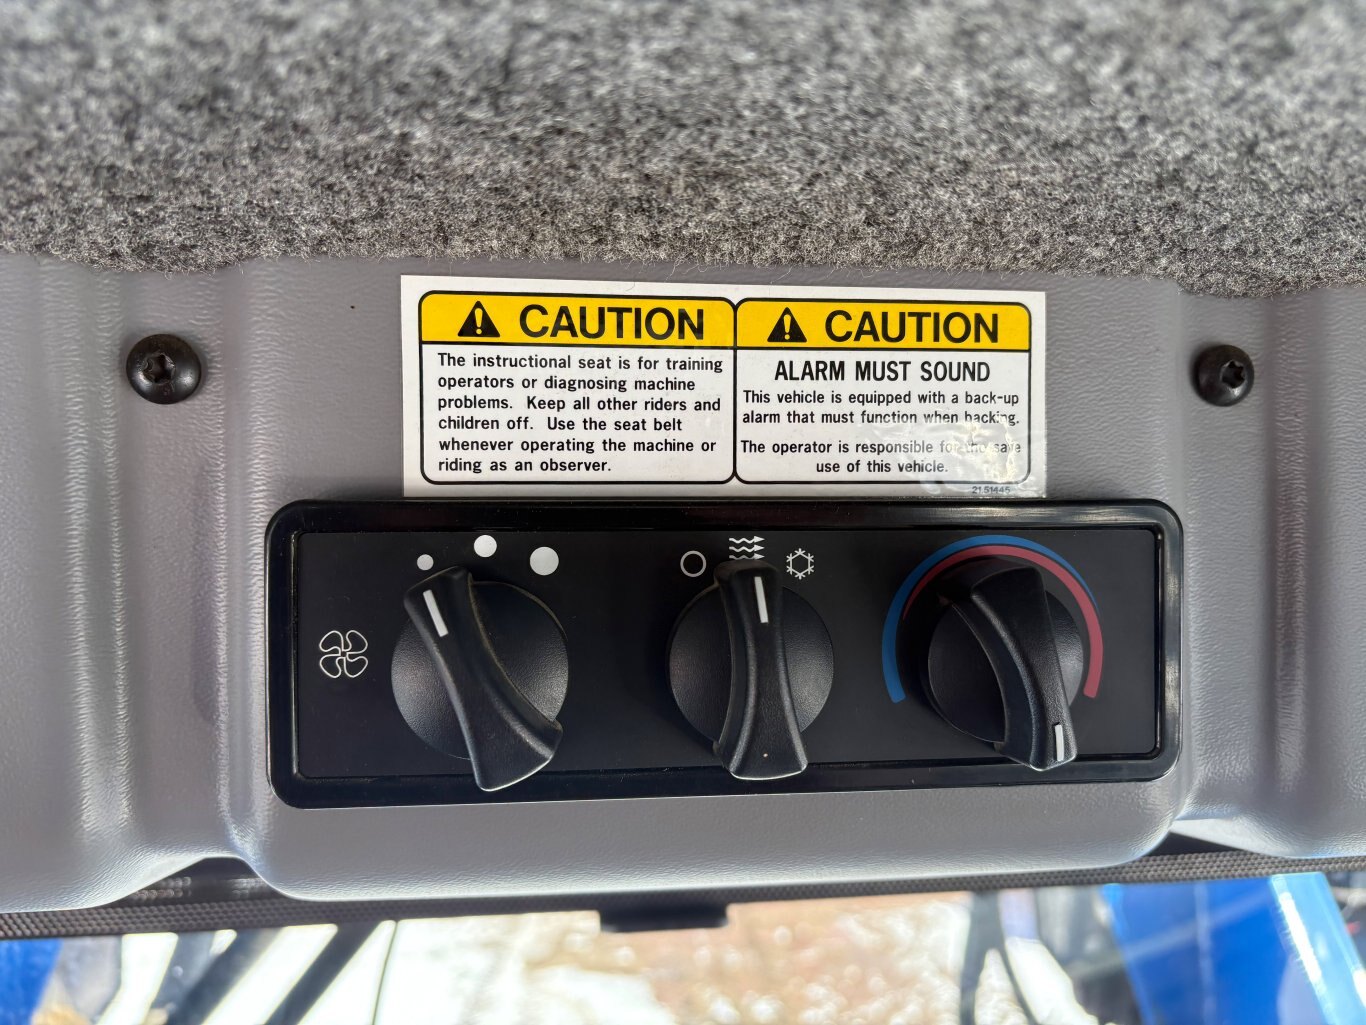 CAUTION
The instructional seat is for training
operators or diagnosing machine
problems. Keep all other riders and
children off. Use the seat belt
whenever operating the machine or
riding as an observer.
CAUTION
ALARM MUST SOUND
This vehicle is equipped with a back-up
alarm that must function when backing.
The operator is responsible for the safe
use of this vehicle.
2151445